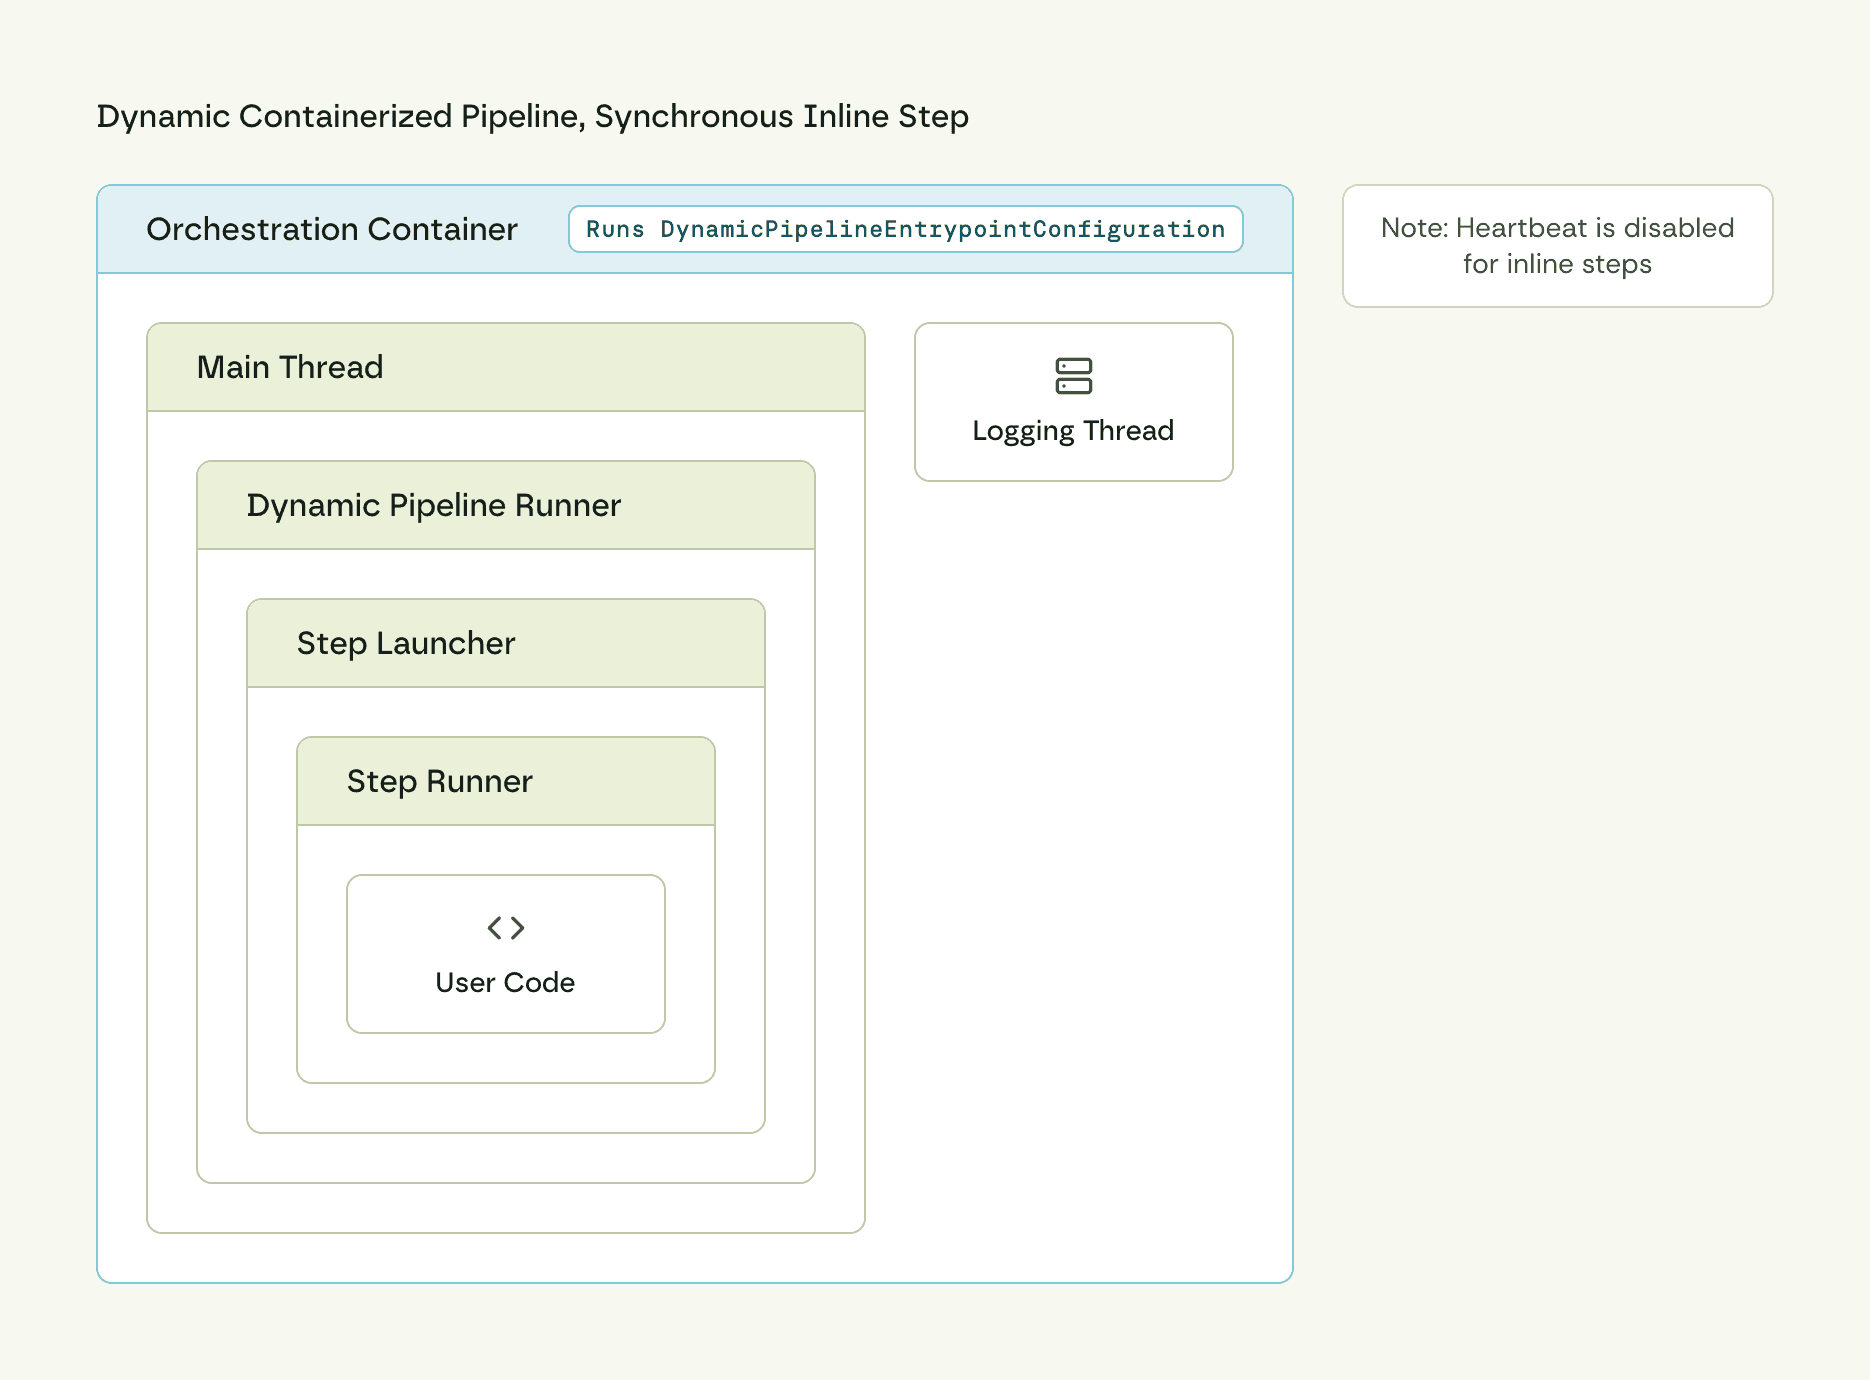 Dynamic Containerized Pipeline, Synchronous Inline Step
Orchestration Container
Runs DynamicPipelineEntrypointConfiguration
Note: Heartbeat is disabled
for inline steps
Main Thread
Logging Thread
Dynamic Pipeline Runner
Step Launcher
Step Runner
User Code